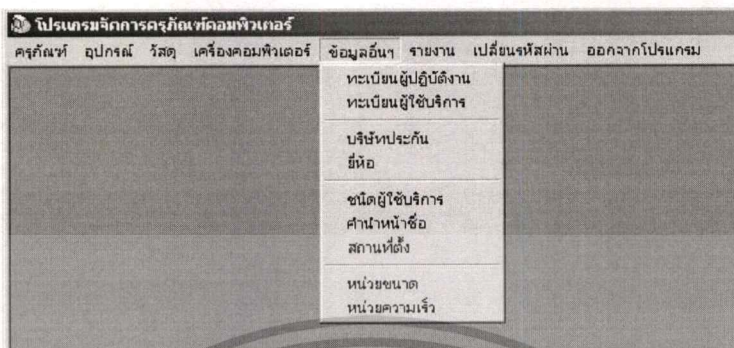 โปรแกรมจัดการครุภัณฑ์คอมพิวเตอร์
ครุภัณฑ์ อุปกรณ์ วัสดุ เครื่องคอมพิวเตอร์ ข้อมูลอื่นๆ รายงาน เปลี่ยนรหัสผ่าน ออกจากโปรแกรม
ทะเบียนผู้ปฏิบัติงาน
ทะเบียนผู้ใช้บริการ
บริษัทประกัน
ยี่ห้อ
ชนิดผู้ใช้บริการ
คำนำหน้าชื่อ
สถานที่ตั้ง
หน่วยขนาด
หน่วยความเร็ว